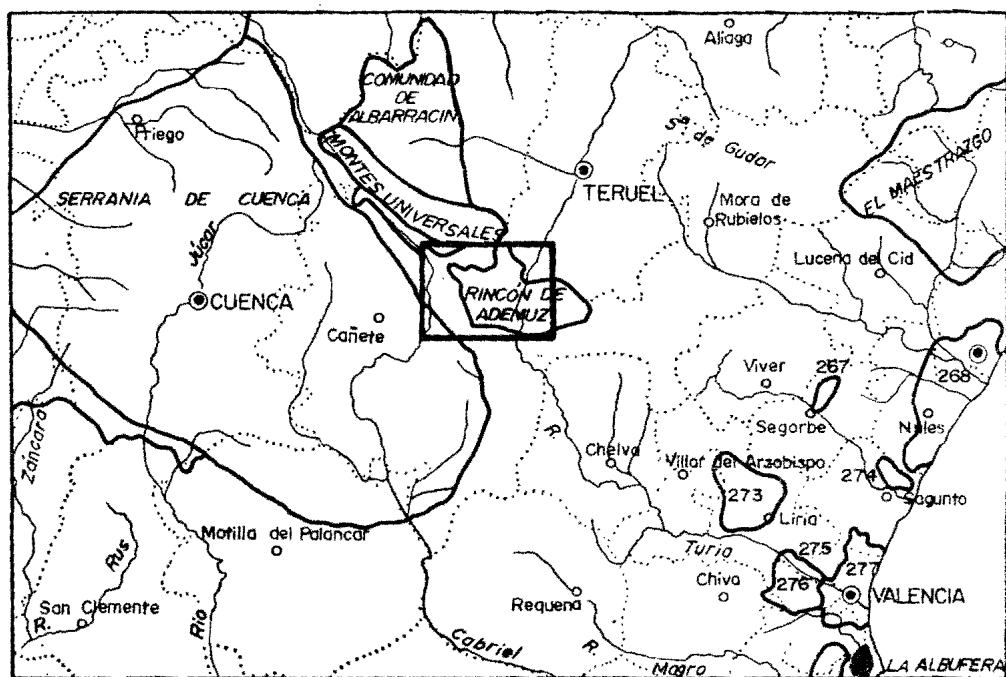 Aliaga
COMUNIDAD
DE
ALBARRACIN
Priego
Sª de Gudar
MONTES UNIVERSALES
TERUEL
EL MAESTRAZGO
SERRANIA DE CUENCA
Mora de
Rubielos
Júcar
Lucena del Cid
RINCÓN DE
ADEMUZ
CUENCA
Cañete
Viver
267
268
Segorbe
Nules
R.
Chelva
Villar del Arzobispo
274
Sagunto
Záncara
273
Liria
Motilla del Palancar
Turia
275
277
Rus
Chiva
276
VALENCIA
San Clemente
Requena
R.
Río
Cabriel
R.
Magro
LA ALBUFERA